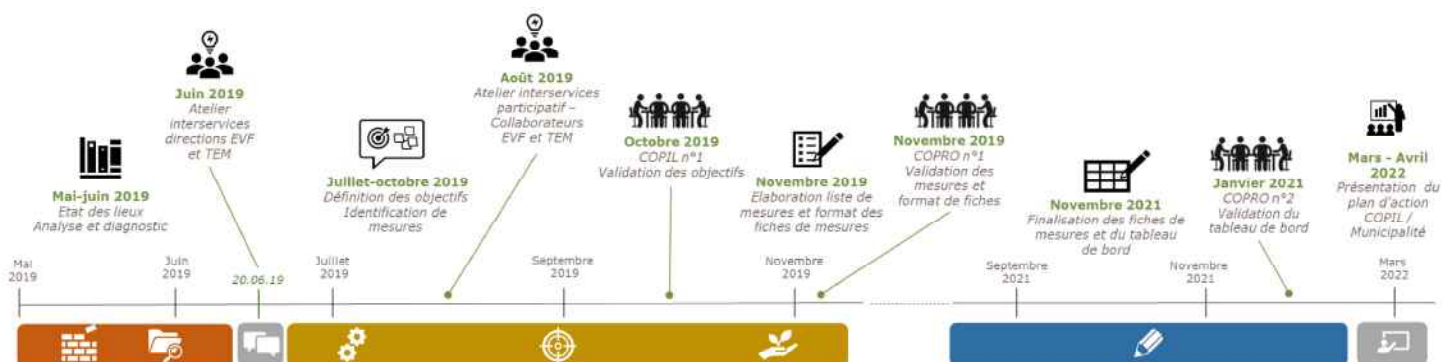 Juin 2019
Atelier
interservices
directions EVF
et TEM
Août 2019
Atelier interservices
participatif –
Collaborateurs
EVF et TEM
Mai-juin 2019
Etat des lieux
Analyse et diagnostic
Juillet-octobre 2019
Définition des objectifs
Identification de
mesures
Octobre 2019
COPIL n°1
Validation des objectifs
Novembre 2019
Elaboration liste de
mesures et format des
fiches de mesures
Novembre 2019
COPRO n°1
Validation des
mesures et
format de fiches
Novembre 2021
Finalisation des fiches de
mesures et du tableau
de bord
Janvier 2021
COPRO n°2
Validation du
tableau de bord
Mars - Avril
2022
Présentation du
plan d'action
COPIL /
Municipalité
Mai
2019
Juin
2019
20.06.19
Juillet
2019
Septembre
2019
Novembre
2019
Septembre
2021
Novembre
2021
Mars
2022